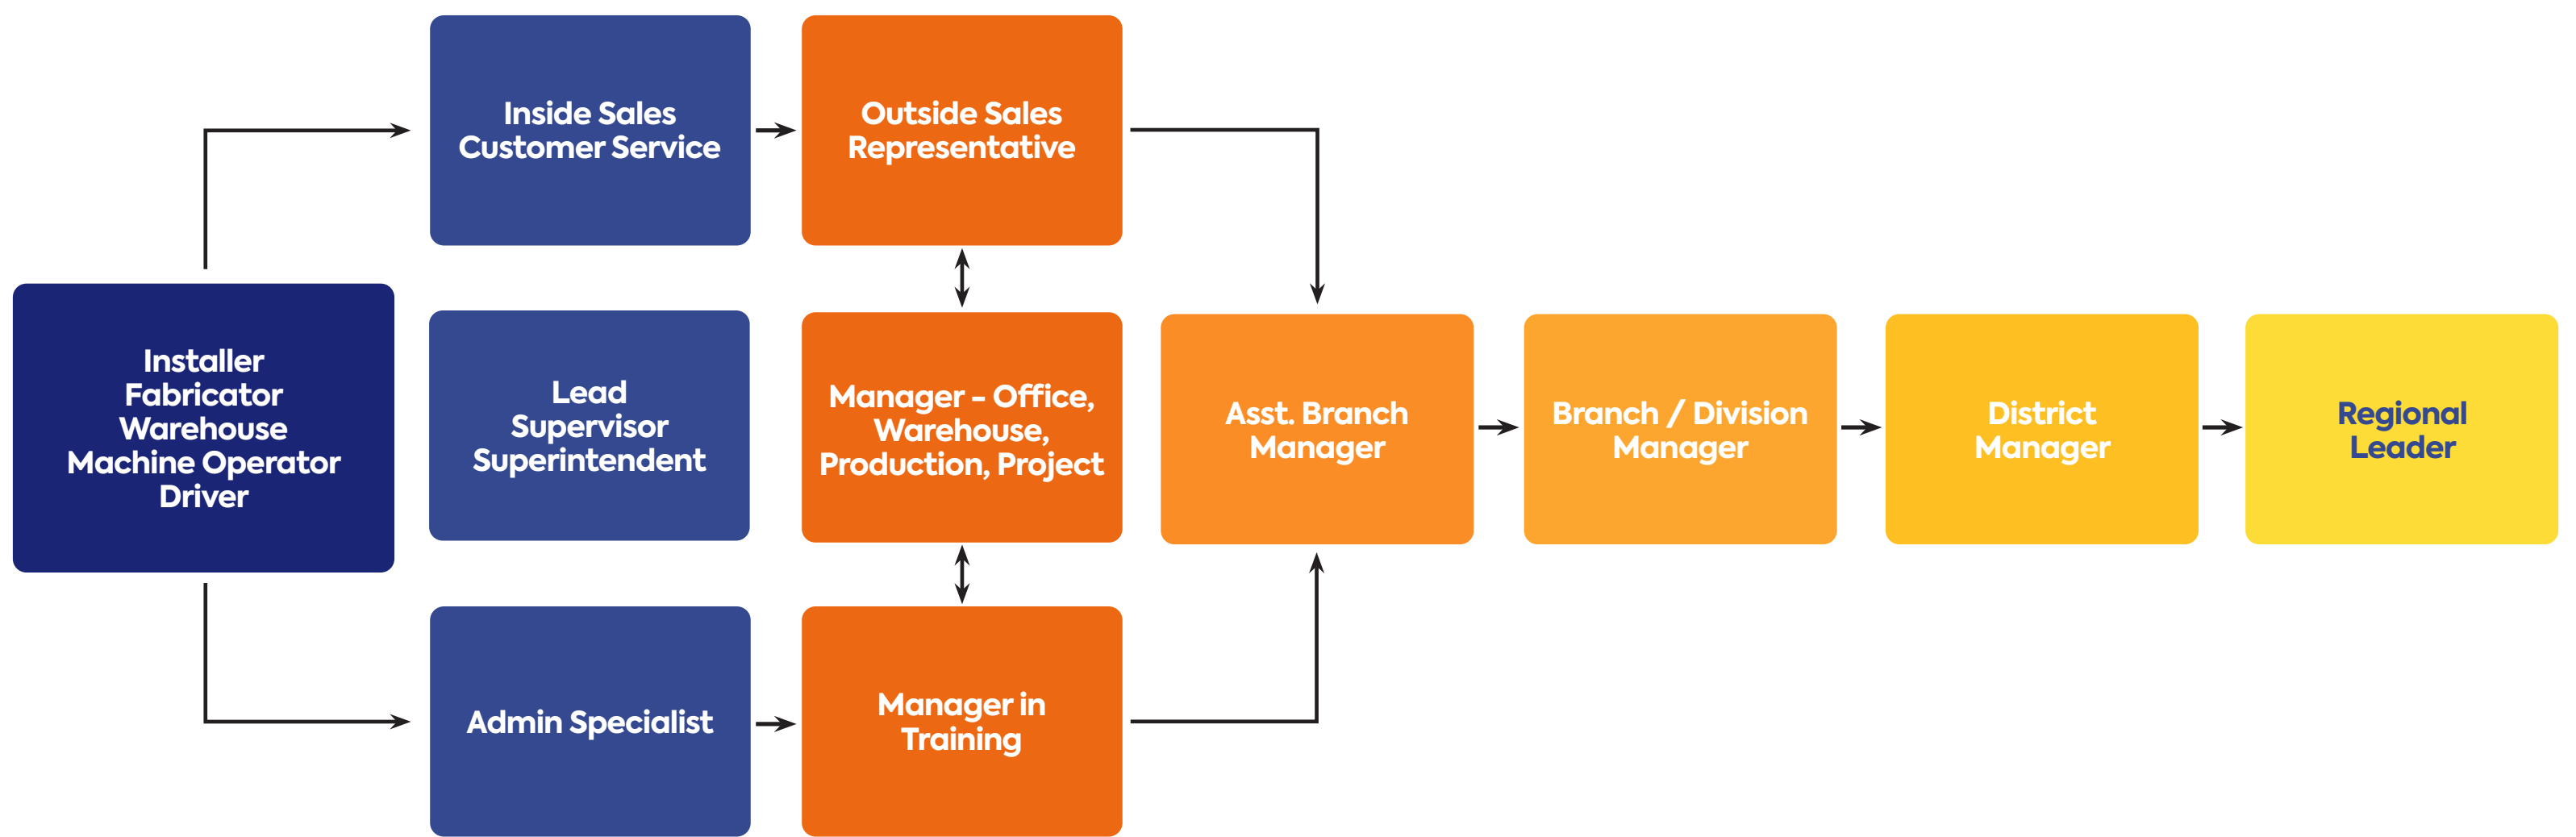 Inside Sales
Customer Service
Outside Sales
Representative
Installer
Fabricator
Warehouse
Machine Operator
Driver
Lead
Supervisor
Superintendent
Manager - Office,
Warehouse,
Production, Project
Asst. Branch
Manager
Branch / Division
Manager
District
Manager
Regional
Leader
Admin Specialist
Manager in
Training